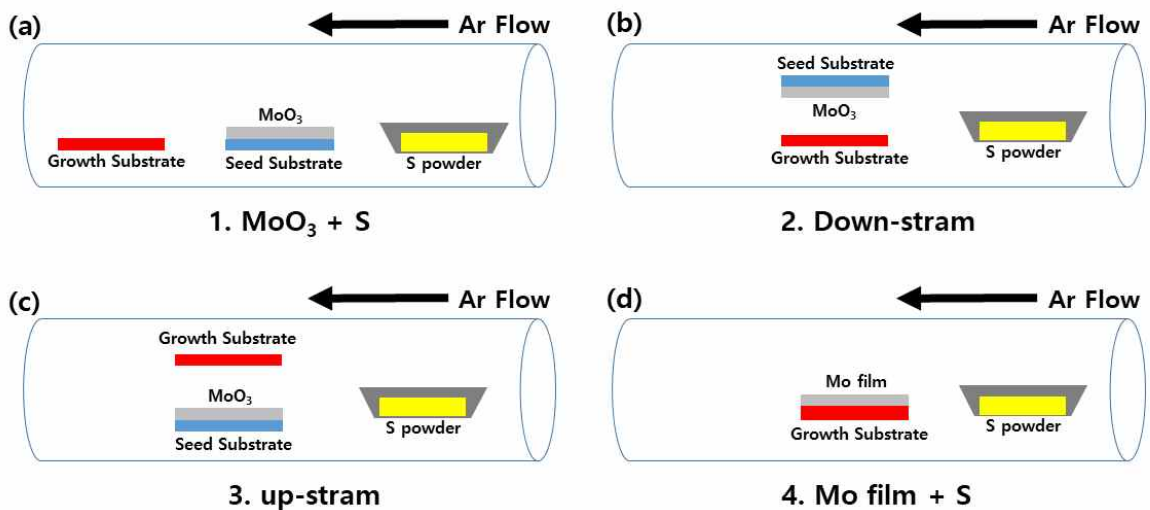 (a)
Ar Flow
MoO₃
Growth Substrate
Seed Substrate
S powder
1. MoO₃ + S
(b)
Ar Flow
Seed Substrate
MoO₃
Growth Substrate
S powder
2. Down-stram
(c)
Ar Flow
Growth Substrate
MoO₃
Seed Substrate
S powder
3. up-stram
(d)
Ar Flow
Mo film
Growth Substrate
S powder
4. Mo film + S